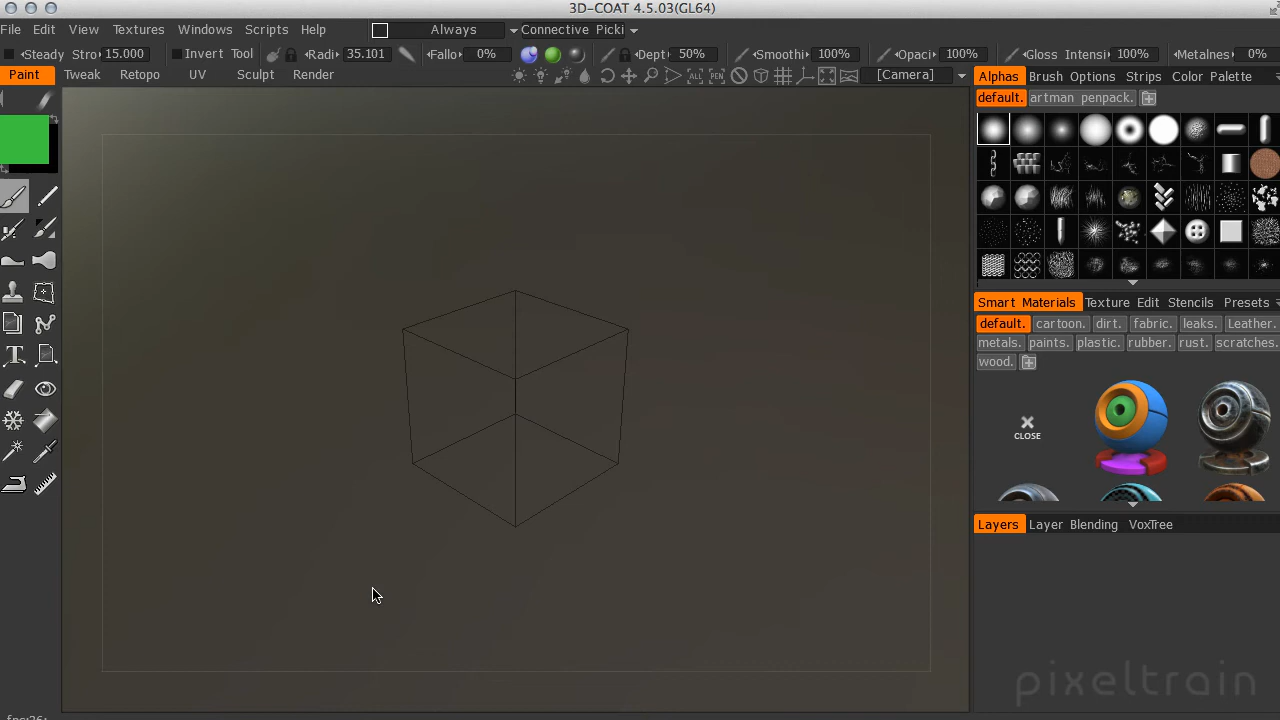 3D-COAT 4.5.03(GL64)
File Edit View Textures Windows Scripts Help Always Connective Picki
Steady Stro 15.000 Invert Tool Radi 35.101 Fallo 0% Dept 50% Smoothi 100% Opaci 100% Gloss Intensi 100% Metalnes 0%
Paint Tweak Retopo UV Sculpt Render ALL PEN [Camera] Alphas Brush Options Strips Color Palette
default. artman penpack.
Smart Materials Texture Edit Stencils Presets
default. cartoon. dirt. fabric. leaks. Leather.
metals. paints. plastic. rubber. rust. scratches.
wood.
CLOSE
Layers Layer Blending VoxTree
pixeltrain